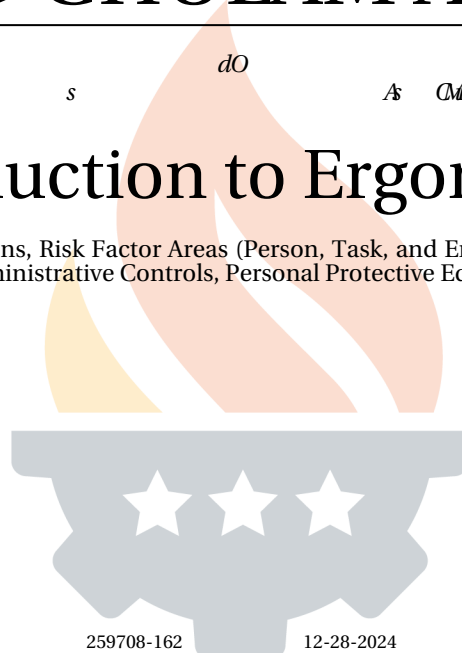 dO
s As
uction to Ergon
ns, Risk Factor Areas (Person, Task, and En
ministrative Controls, Personal Protective Eq
259708-162 12-28-2024